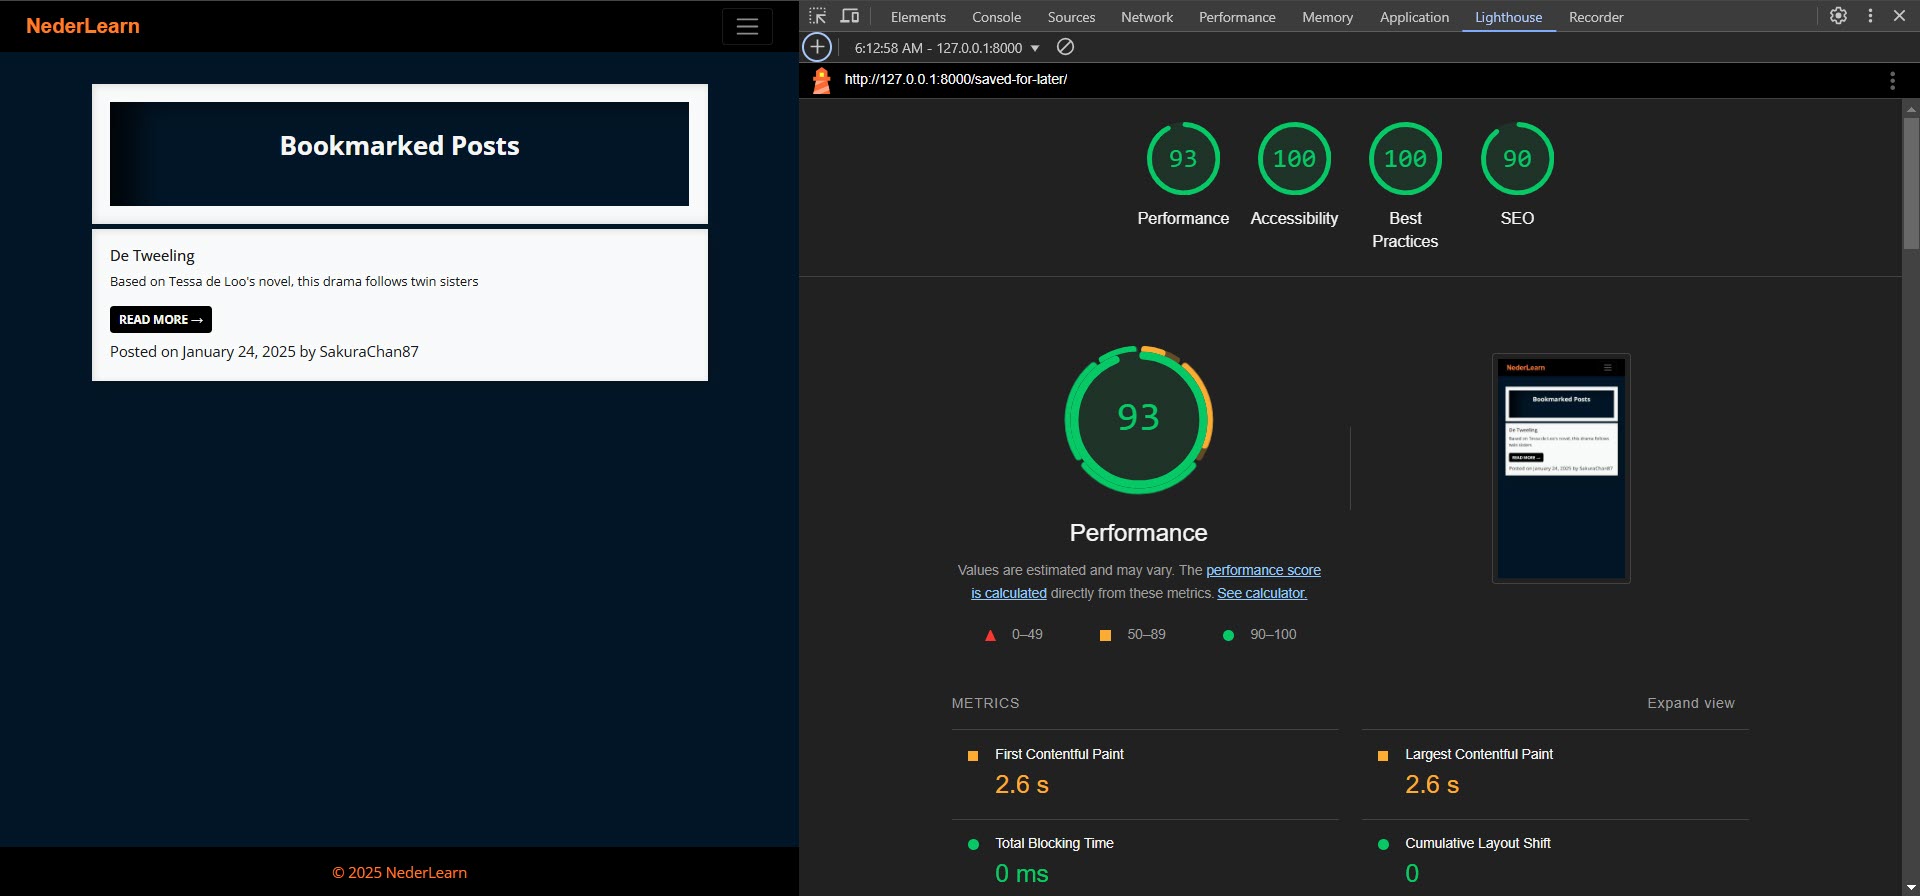 NederLearn
Bookmarked Posts
De Tweeling
Based on Tessa de Loo's novel, this drama follows twin sisters
READ MORE →
Posted on January 24, 2025 by SakuraChan87
© 2025 NederLearn
Elements Console Sources Network Performance Memory Application Lighthouse Recorder
6:12:58 AM - 127.0.0.1:8000
http://127.0.0.1:8000/saved-for-later/
93 100 100 90
Performance Accessibility Best Practices SEO
93
Performance
Values are estimated and may vary. The performance score
is calculated directly from these metrics. See calculator.
0–49 50–89 90–100
NederLearn
Bookmarked Posts
De Tweeling
Based on Tessa de Loo's novel, this drama follows
twin sisters
READ MORE →
Posted on January 24, 2025 by SakuraChan87
METRICS Expand view
First Contentful Paint
2.6 s
Largest Contentful Paint
2.6 s
Total Blocking Time
0 ms
Cumulative Layout Shift
0